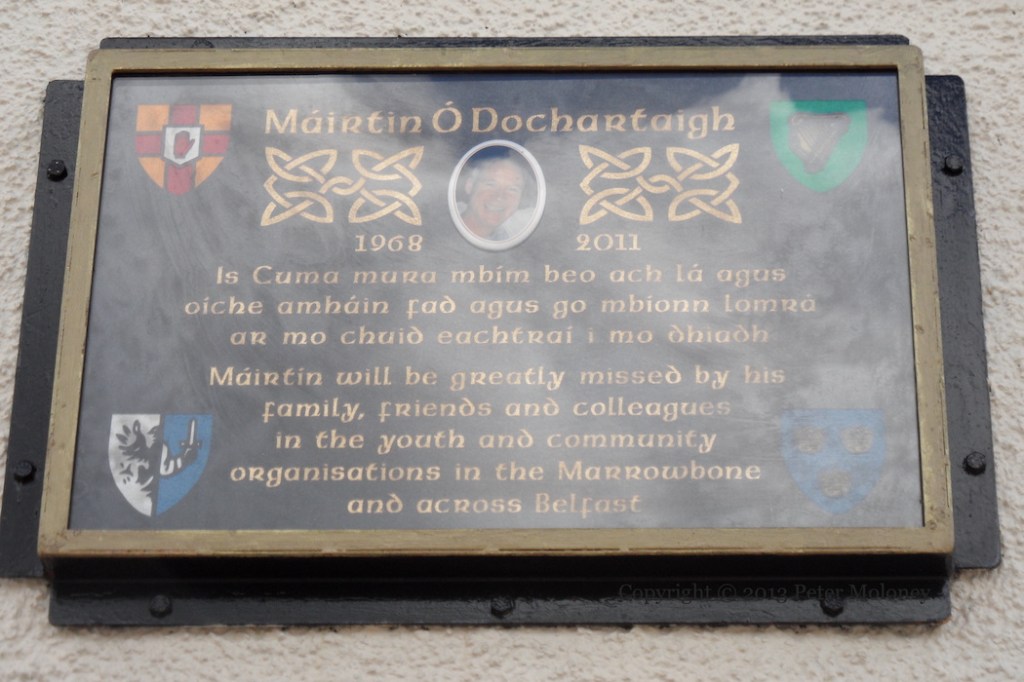 Máirtin Ó Dochartaigh
1968 2011
Is Cuma mura mbím beo ach lá agus
oíche amháin fad agus go mbíonn lomrá
ar mo chuid eachtraí i mo dhiadh
Máirtín will be greatly missed by his
family, friends and colleagues
in the youth and community
organisations in the Marrowbone
and across Belfast
Copyright © 2013 Peter Moloney